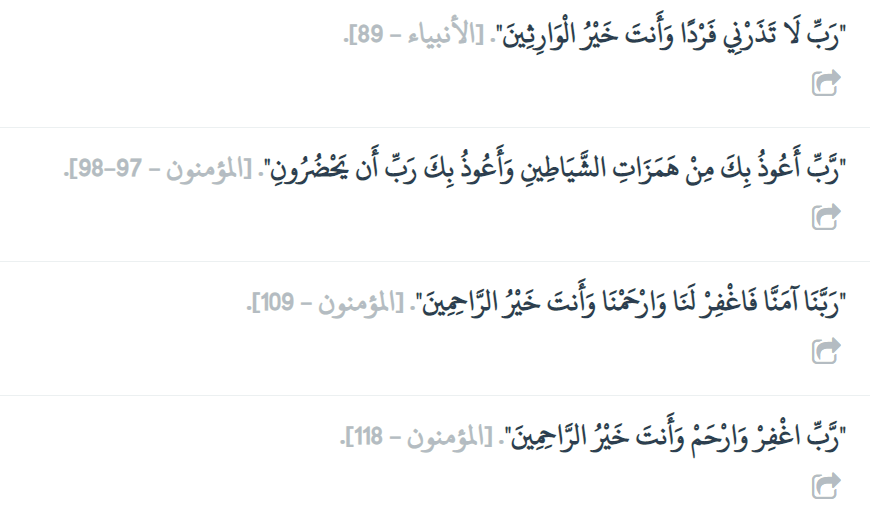 "رَبِّ لَا تَذَرْنِي فَرْدًا وَأَنتَ خَيْرُ الْوَارِثِينَ". [الأنبياء - 89].
"رَّبِّ أَعُوذُ بِكَ مِنْ هَمَزَاتِ الشَّيَاطِينِ وَأَعُوذُ بِكَ رَبِّ أَن يَحْضُرُونِ". [المؤمنون - 97-98].
"رَبَّنَا آمَنَّا فَاغْفِرْ لَنَا وَارْحَمْنَا وَأَنتَ خَيْرُ الرَّاحِمِينَ". [المؤمنون - 109].
"رَّبِّ اغْفِرْ وَارْحَمْ وَأَنتَ خَيْرُ الرَّاحِمِينَ". [المؤمنون - 118].